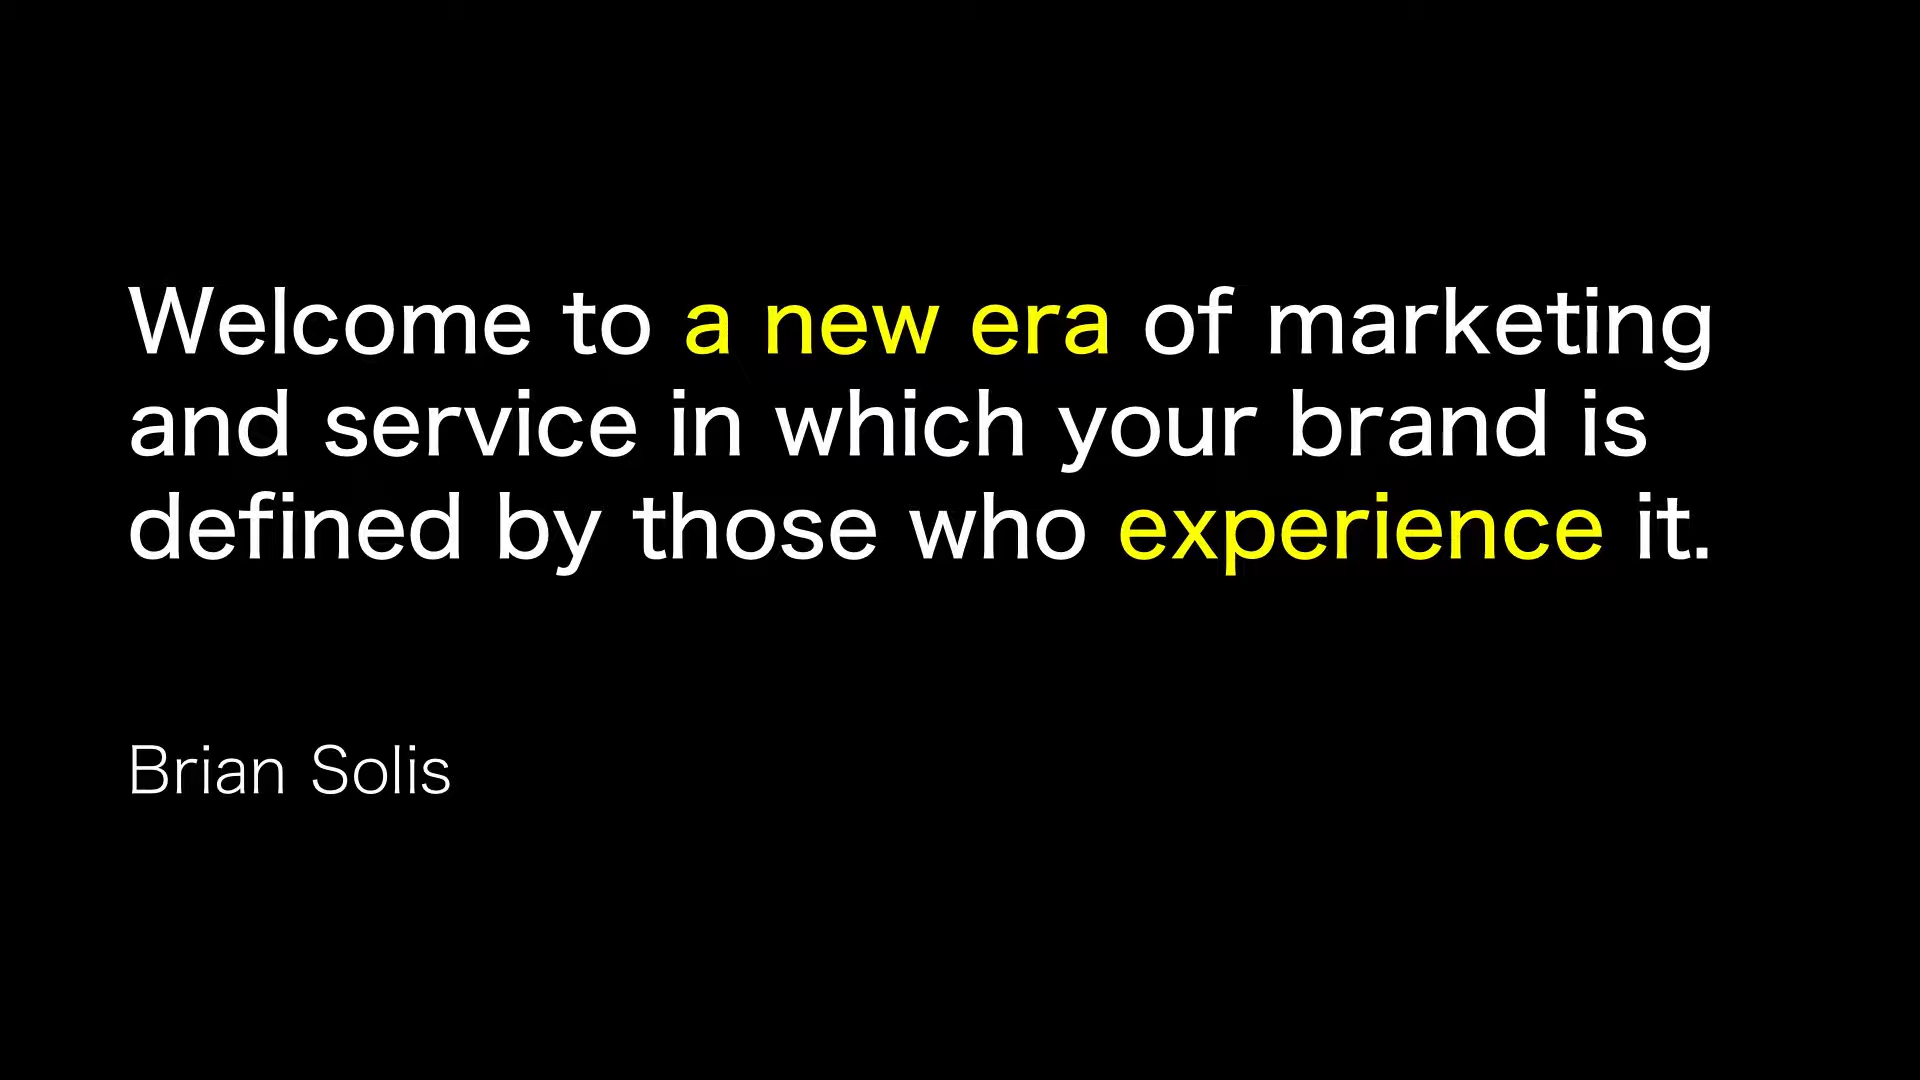 Welcome to a new era of marketing
and service in which your brand is
defined by those who experience it.
Brian Solis